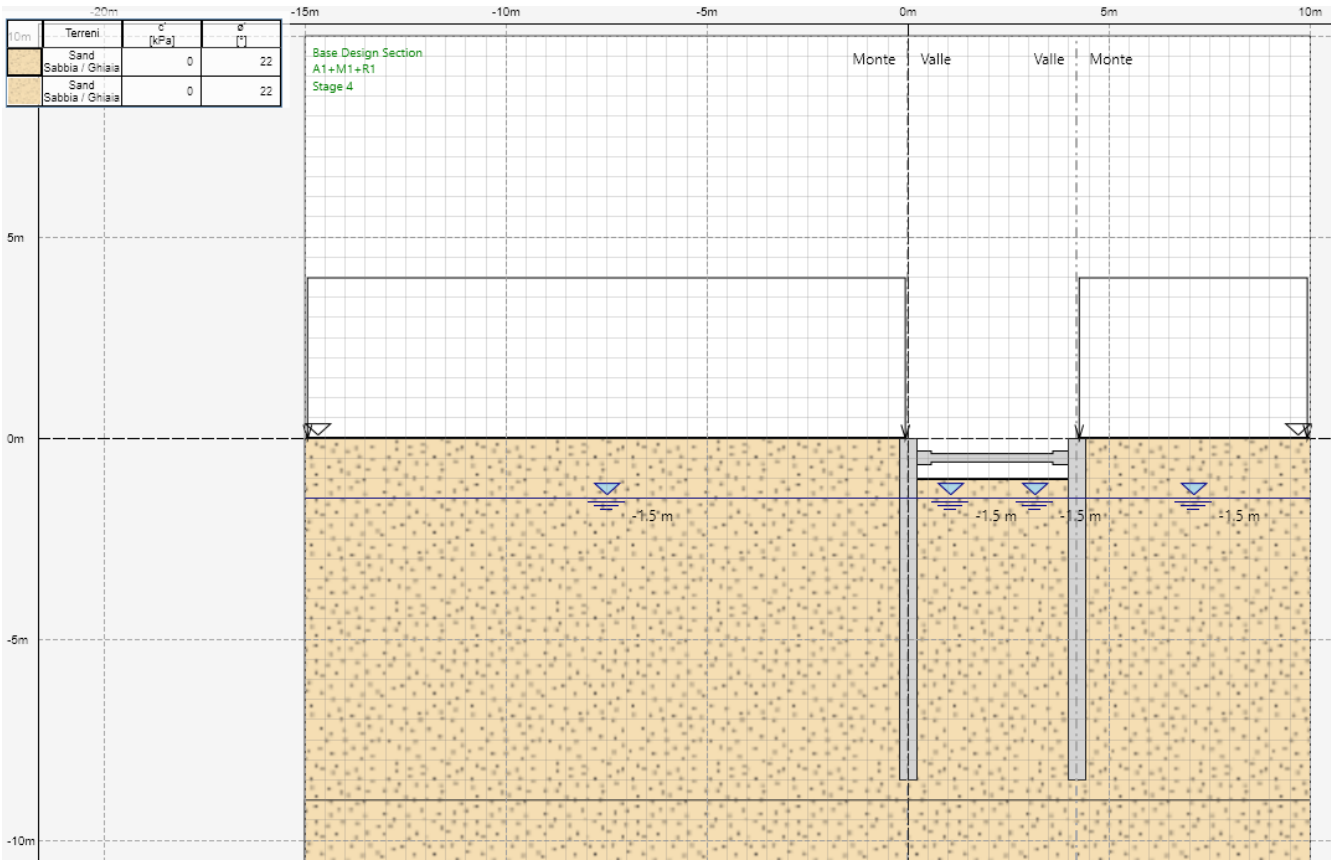 -20m
-15m
-10m
-5m
0m
5m
10m
10m
Terreni
c'
[kPa]
ø'
[°]
Sand
Sabbia / Ghiaia
0
22
Sand
Sabbia / Ghiaia
0
22
Base Design Section
A1+M1+R1
Stage 4
Monte
Valle
Valle
Monte
5m
0m
-1.5 m
-1.5 m
-1.5 m
-1.5 m
-5m
-10m